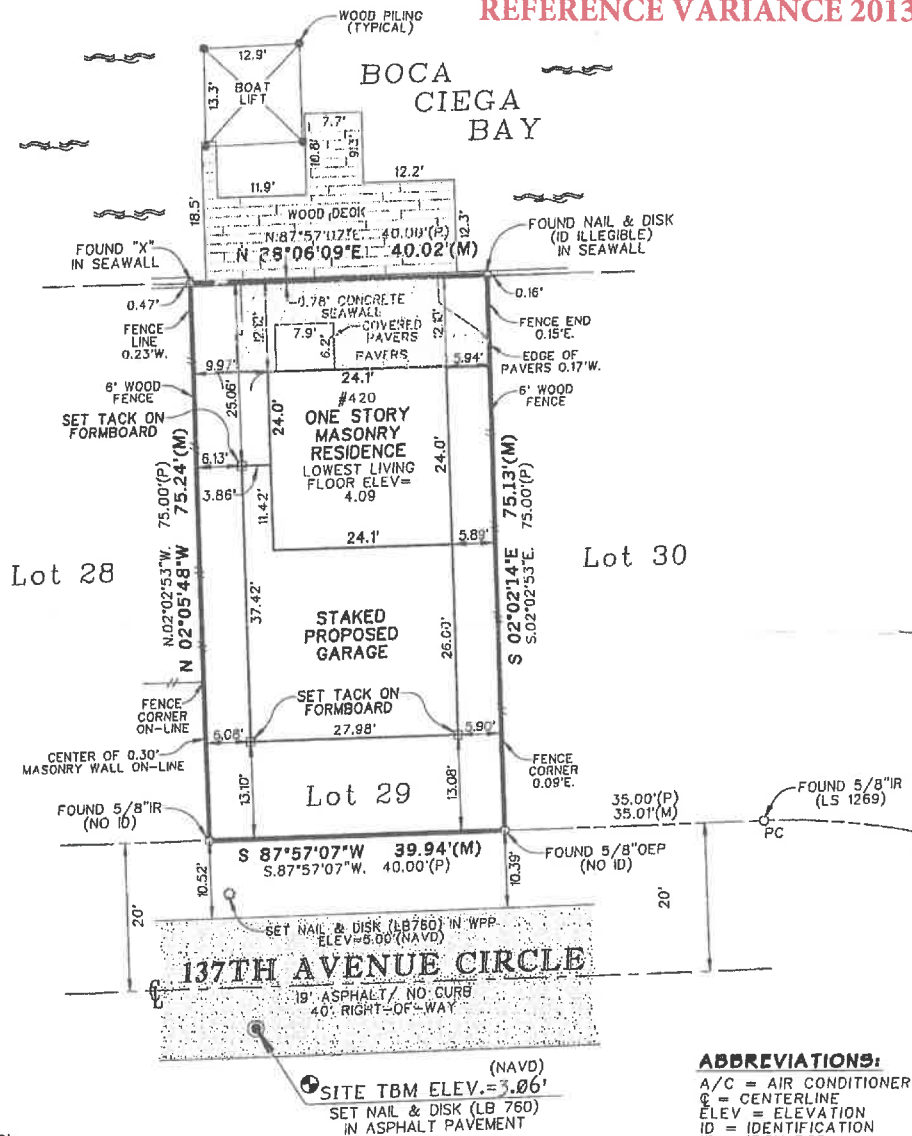 REFERENCE VARIANCE 2013
WOOD PILING
(TYPICAL)
12.9'
13.3'
BOAT
LIFT
BOCA
CIEGA
BAY
7.7'
10.8'
9.3'
12.2'
11.9'
18.5'
WOOD DECK
12.3'
N.87°57'07"E. 40.00'(P)
N 88°06'09"E 40.02'(M)
FOUND "X"
IN SEAWALL
FOUND NAIL & DISK
(ID ILLEGIBLE)
IN SEAWALL
0.47'
0.16'
0.78' CONCRETE
SEAWALL
FENCE
LINE
0.23'W.
FENCE END
0.15'E.
7.9'
6.2'
COVERED
PAVERS
PAVERS
EDGE OF
PAVERS 0.17'W.
9.97'
5.94'
24.1'
25.06'
6' WOOD
FENCE
6' WOOD
FENCE
#420
ONE STORY
MASONRY
RESIDENCE
LOWEST LIVING
FLOOR ELEV=
4.09
24.0'
24.0'
SET TACK ON
FORMBOARD
6.13'
3.86'
11.42'
24.1'
5.89'
N.02°02'53"W. 75.00'(P)
N 02°05'48"W 75.24'(M)
S 02°02'14"E 75.13'(M)
S.02°02'53"E. 75.00'(P)
Lot 28
Lot 30
37.42'
26.00'
STAKED
PROPOSED
GARAGE
SET TACK ON
FORMBOARD
FENCE
CORNER
ON-LINE
6.08'
27.98'
5.90'
CENTER OF 0.30'
MASONRY WALL ON-LINE
FENCE
CORNER
0.09'E.
13.10'
13.08'
Lot 29
FOUND 5/8"IR
(NO ID)
35.00'(P)
35.01'(M)
FOUND 5/8"IR
(LS 1269)
PC
S 87°57'07"W 39.94'(M)
S.87°57'07"W. 40.00'(P)
FOUND 5/8"OEP
(NO ID)
10.52'
10.39'
20'
20'
SET NAIL & DISK (LB760) IN WPP
ELEV=5.00'(NAVD)
137TH AVENUE CIRCLE
19' ASPHALT/ NO CURB
40' RIGHT-OF-WAY
(NAVD)
SITE TBM ELEV.=3.06'
SET NAIL & DISK (LB 760)
IN ASPHALT PAVEMENT
ABBREVIATIONS:
A/C = AIR CONDITIONER
℄ = CENTERLINE
ELEV = ELEVATION
ID = IDENTIFICATION